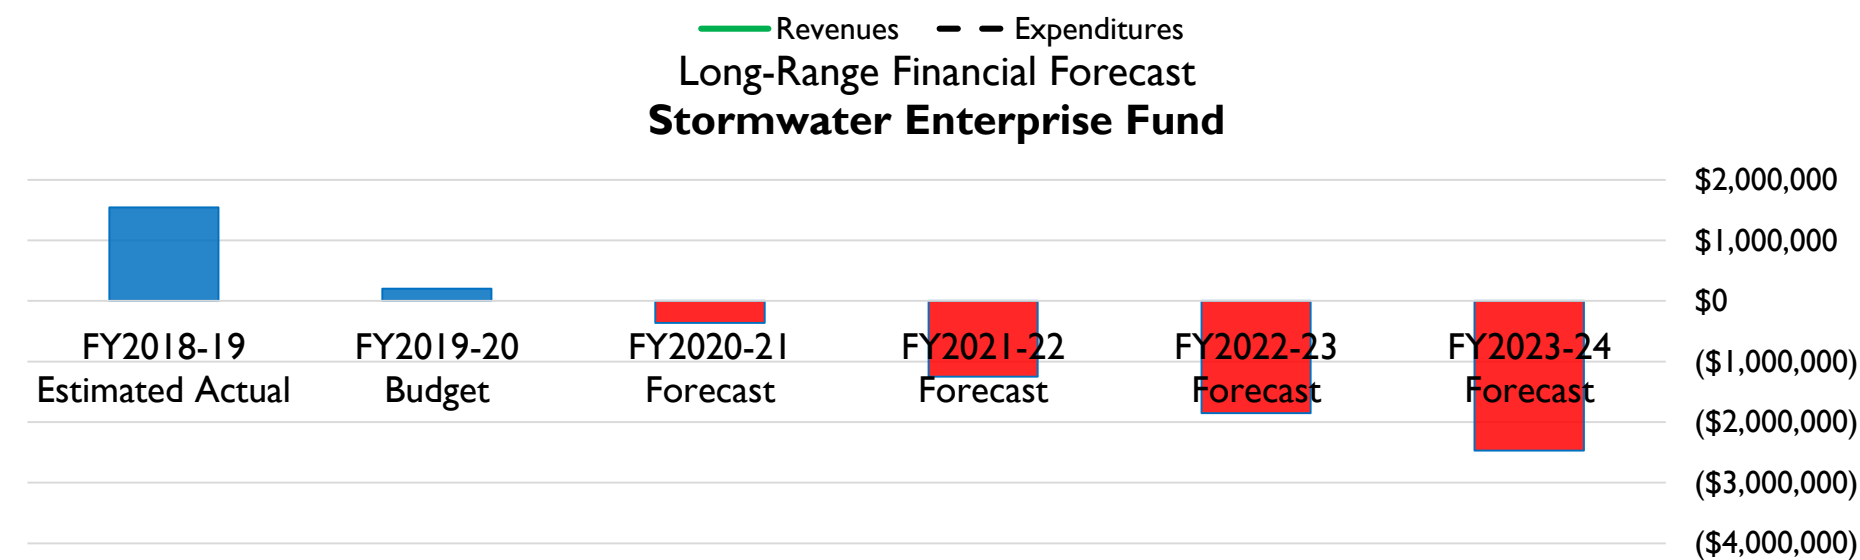 Revenues Expenditures
Long-Range Financial Forecast
Stormwater Enterprise Fund
$2,000,000
$1,000,000
$0
FY2018-19 FY2019-20 FY2020-21 FY2021-22 FY2022-23 FY2023-24
Estimated Actual Budget Forecast Forecast Forecast Forecast
($1,000,000)
($2,000,000)
($3,000,000)
($4,000,000)